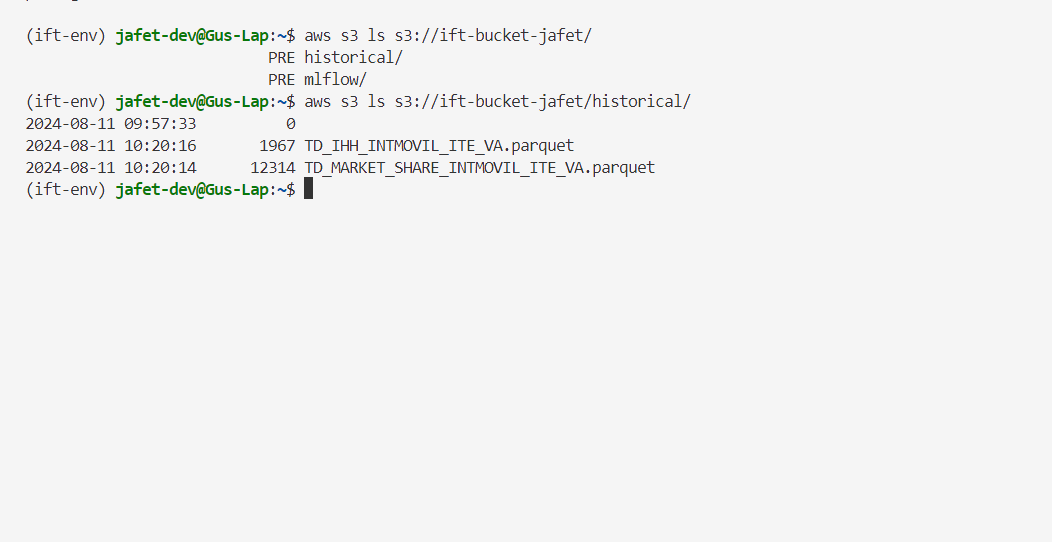 (ift-env) jafet-dev@Gus-Lap:~$ aws s3 ls s3://ift-bucket-jafet/
PRE historical/
PRE mlflow/
(ift-env) jafet-dev@Gus-Lap:~$ aws s3 ls s3://ift-bucket-jafet/historical/
2024-08-11 09:57:33          0
2024-08-11 10:20:16       1967 TD_IHH_INTMOVIL_ITE_VA.parquet
2024-08-11 10:20:14      12314 TD_MARKET_SHARE_INTMOVIL_ITE_VA.parquet
(ift-env) jafet-dev@Gus-Lap:~$